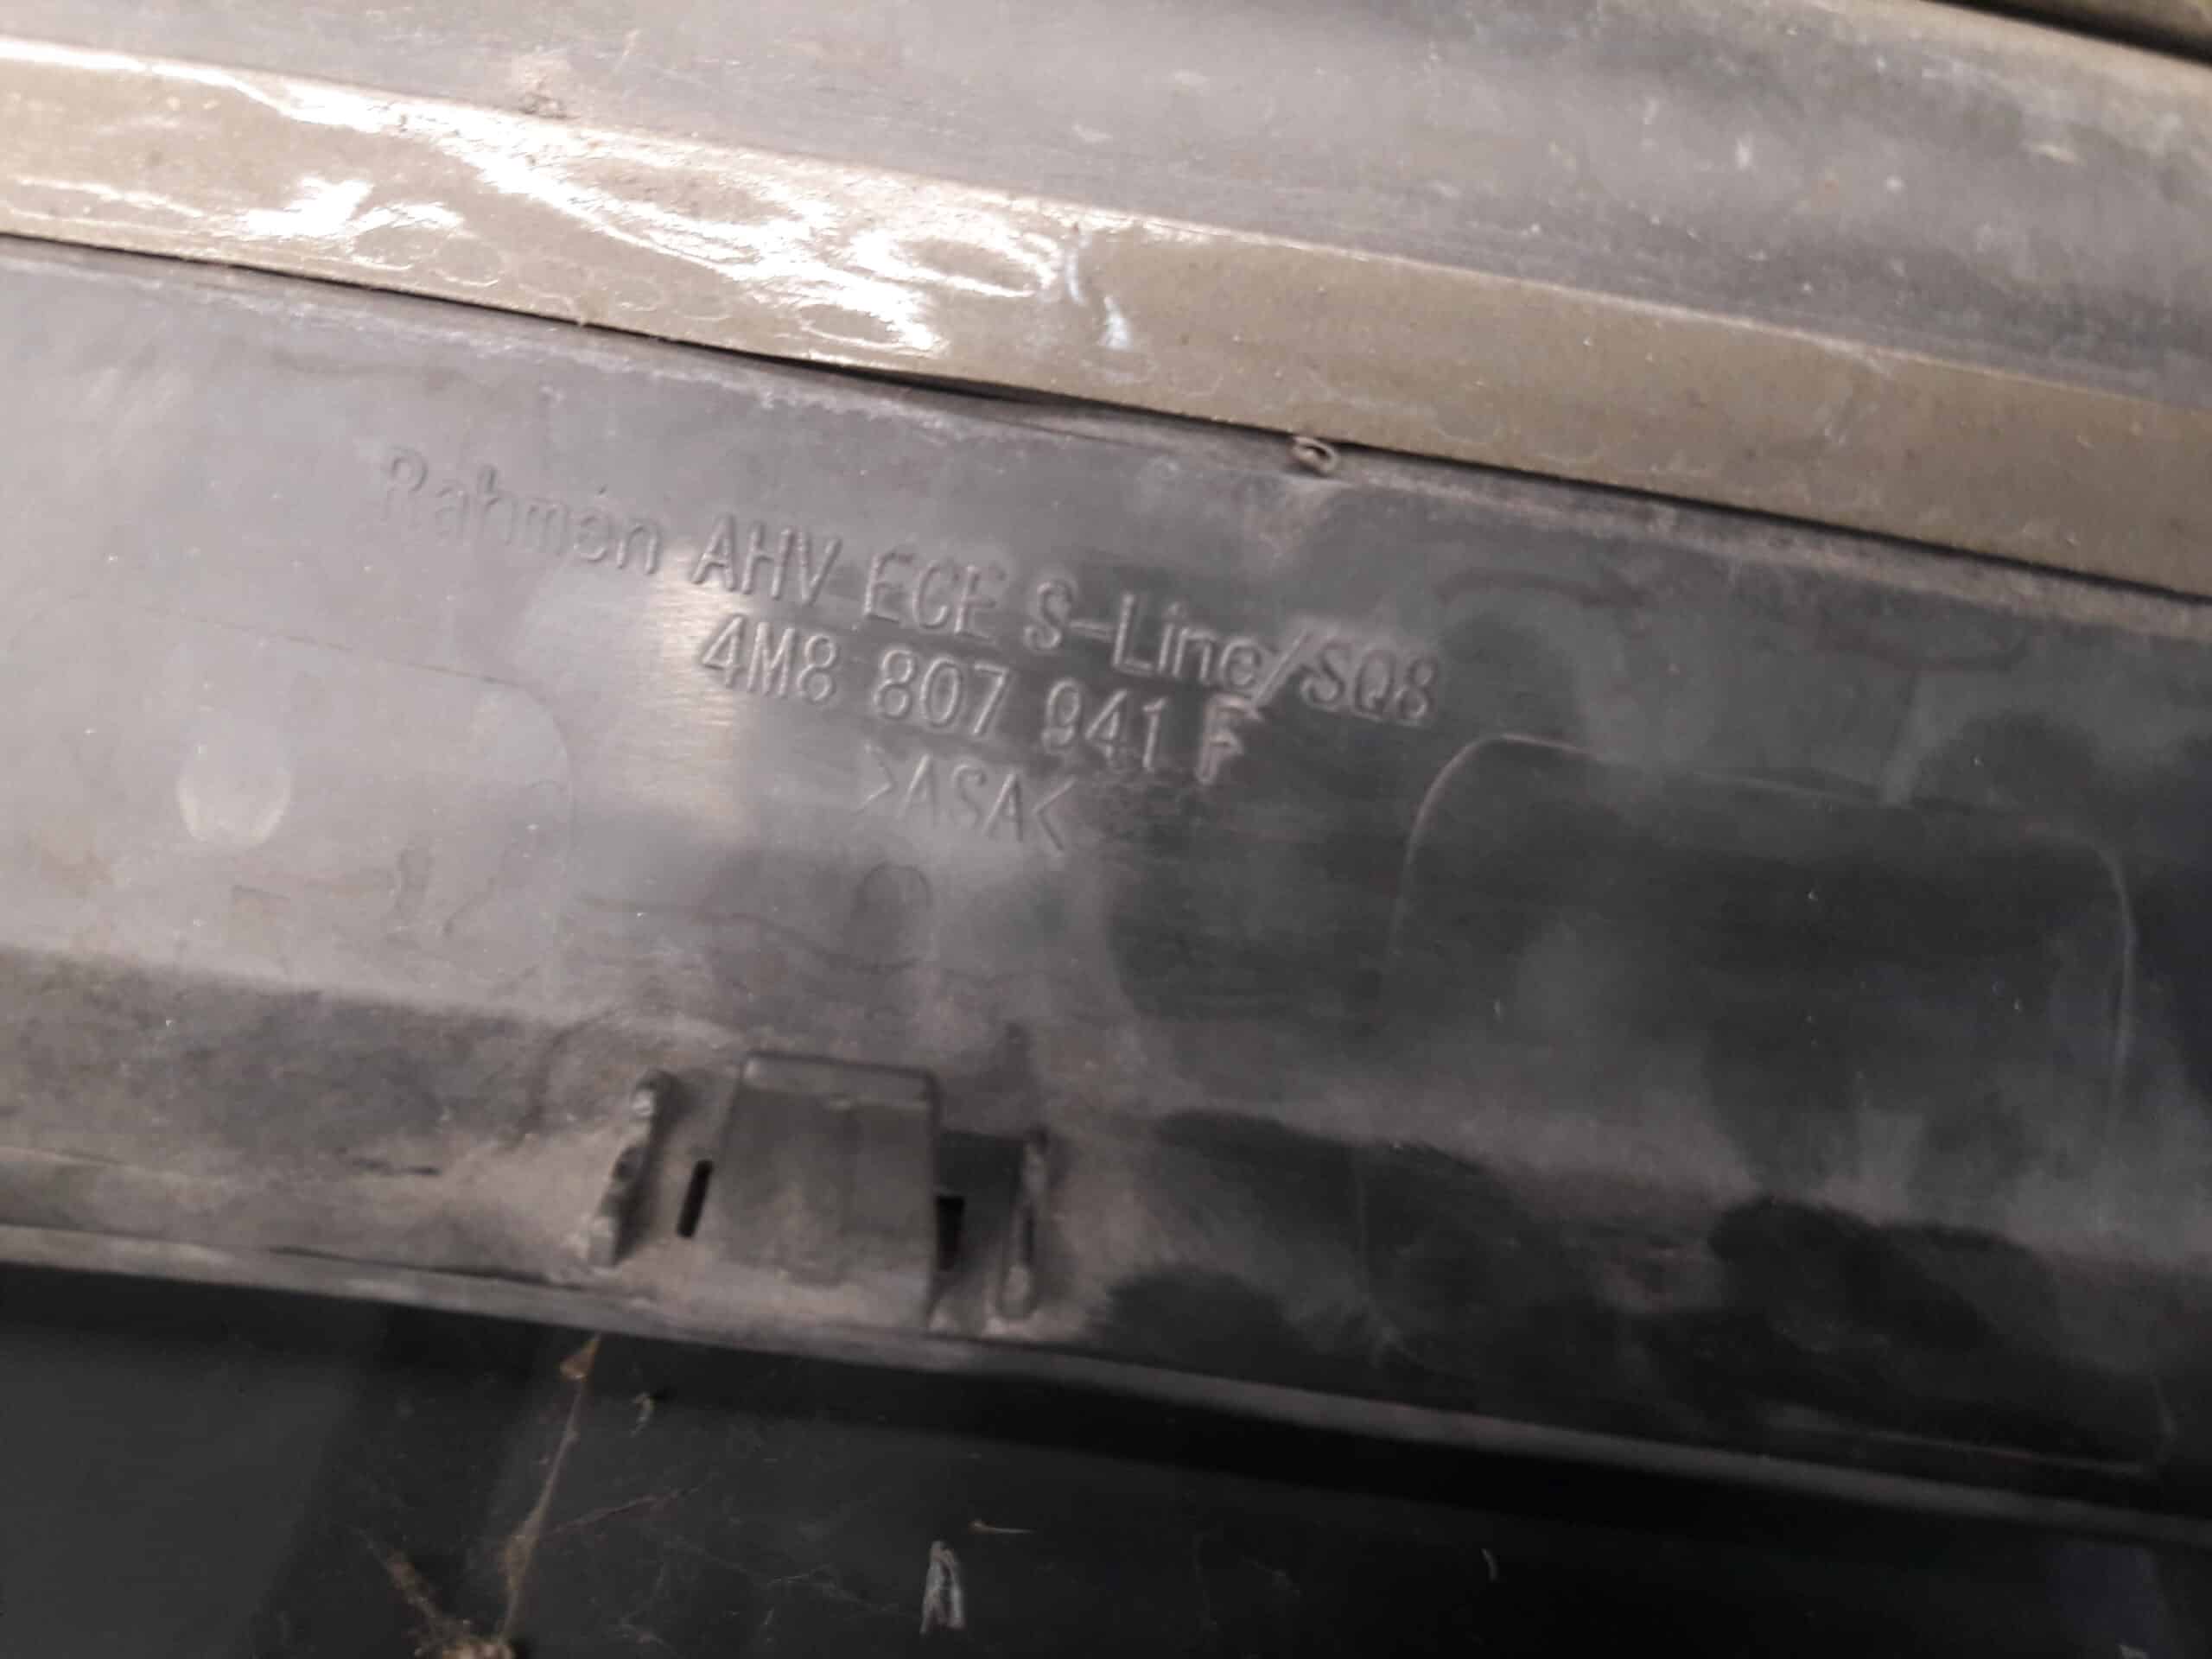 Rahmen AHV ECE S-Line/SQ8
4M8 807 941 F
>ASA<